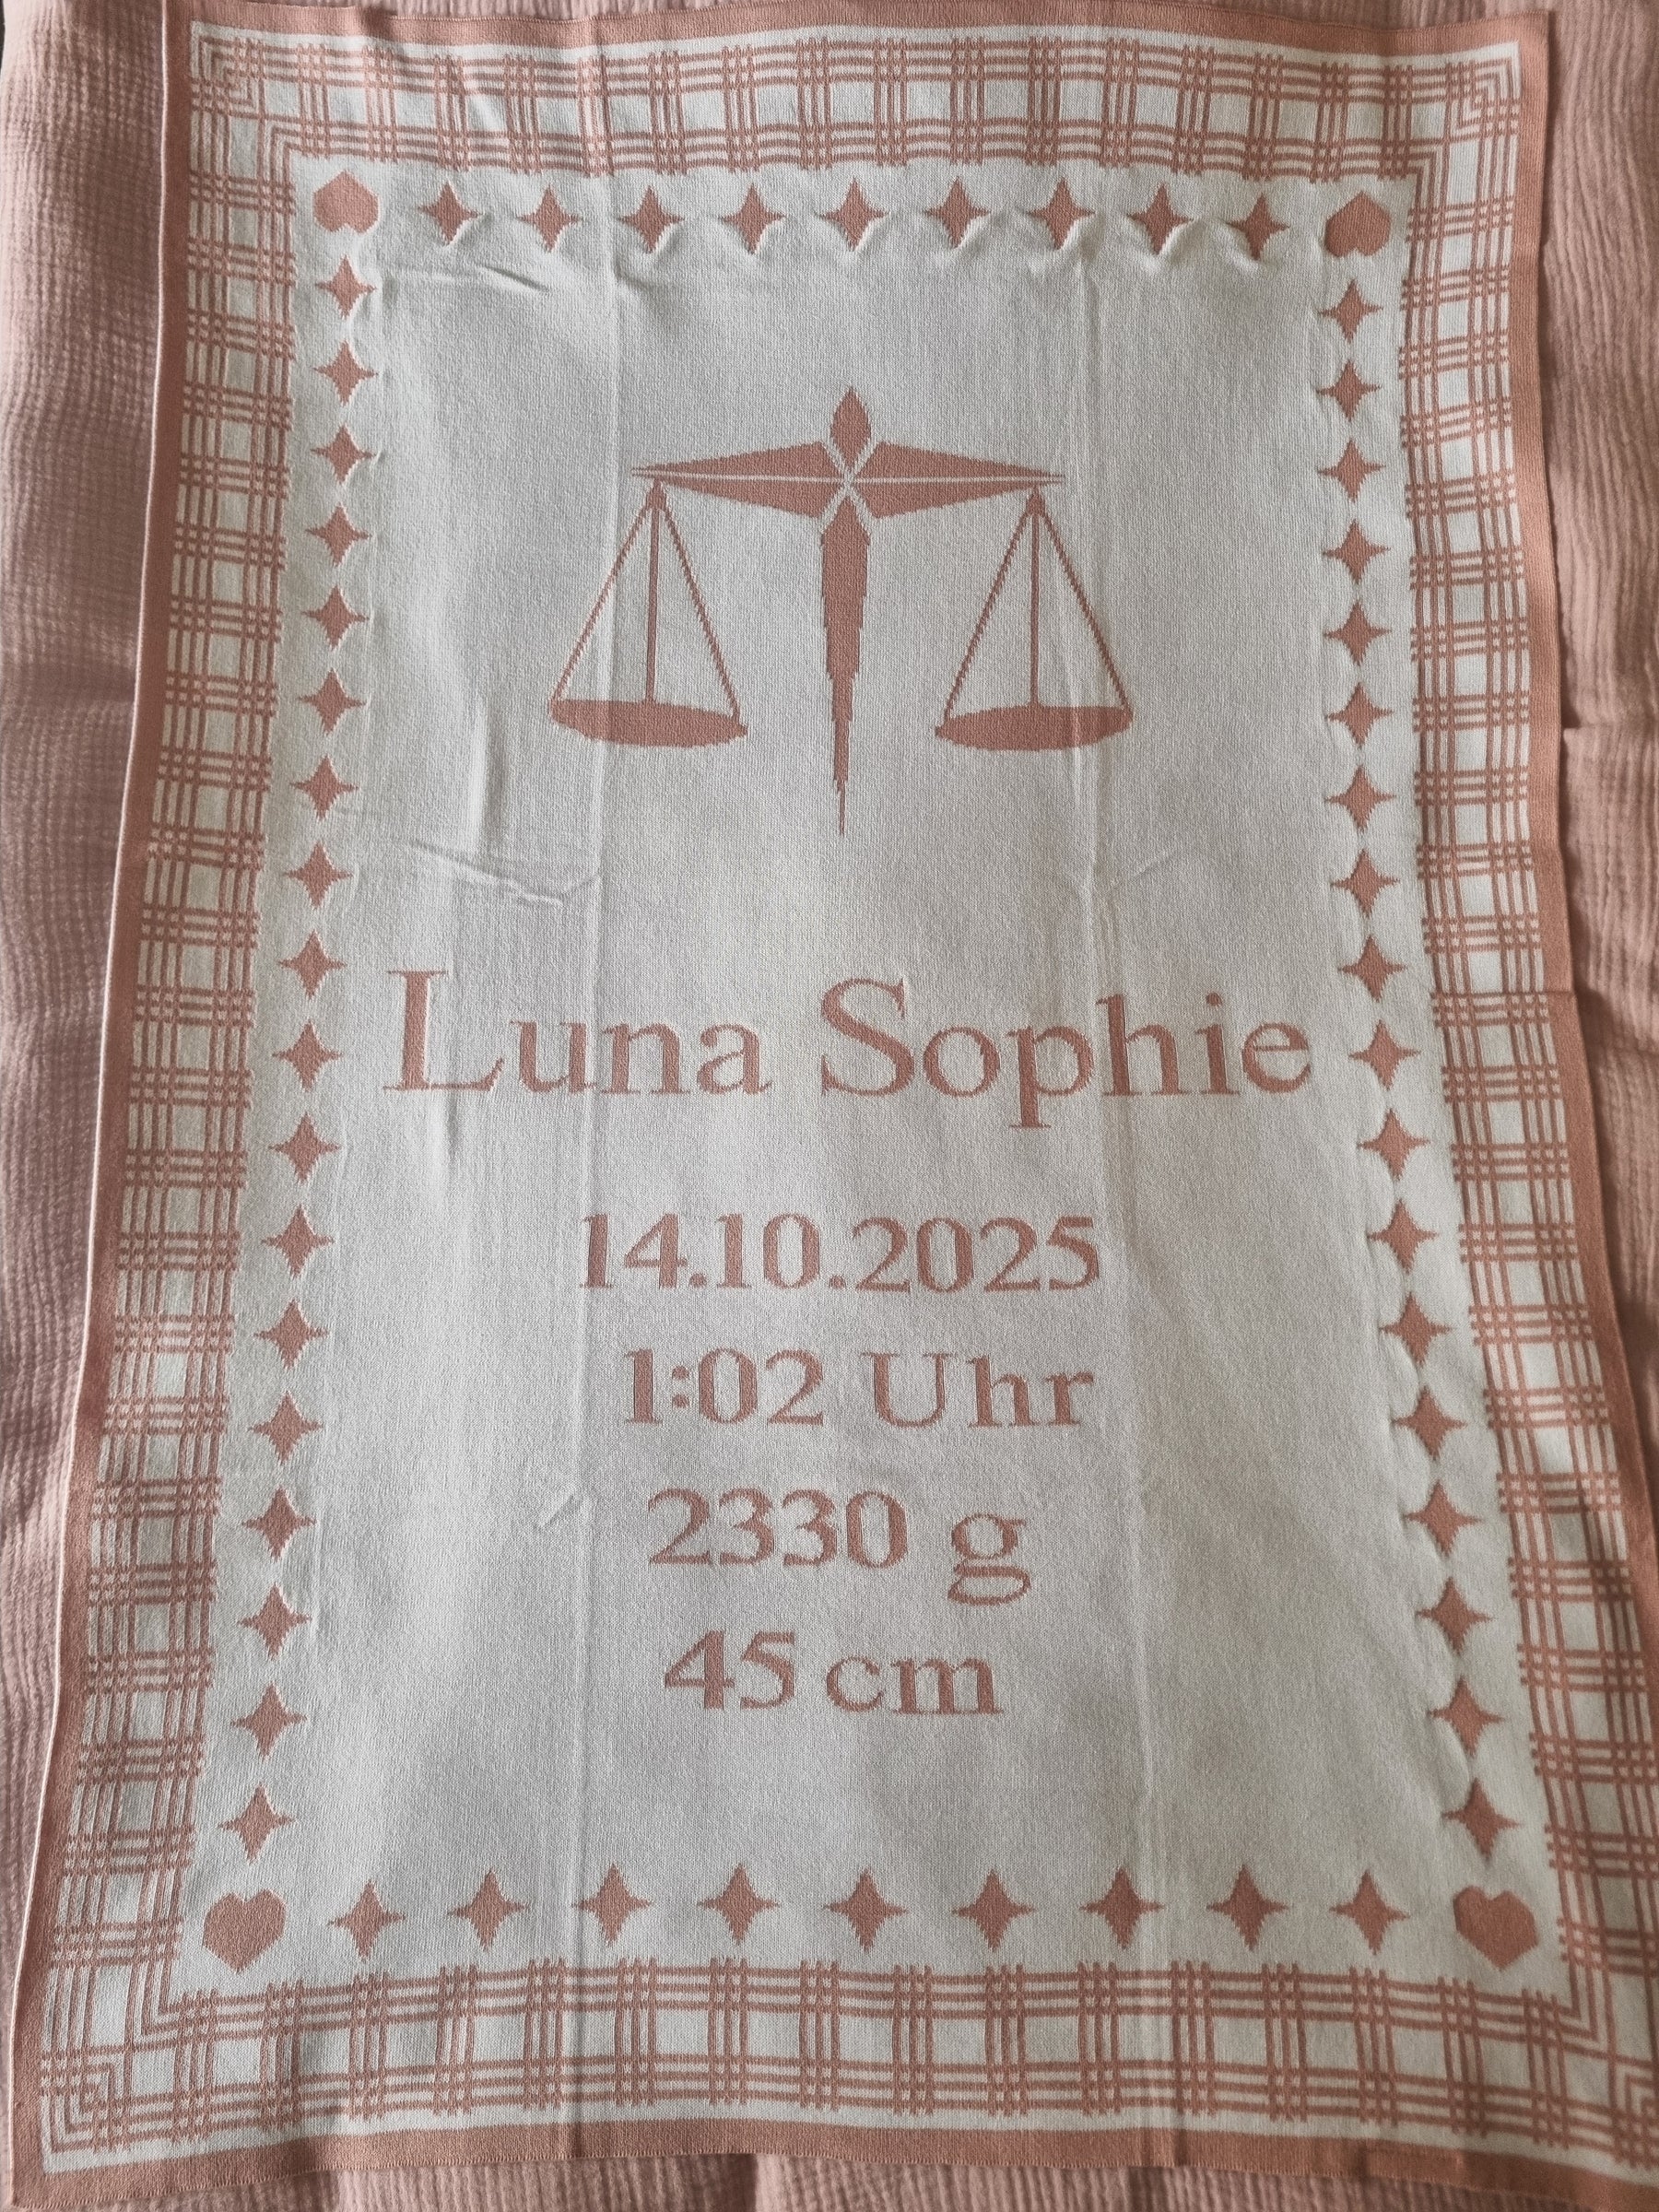 Luna Sophie
14.10.2025
1:02 Uhr
2330 g
45 cm